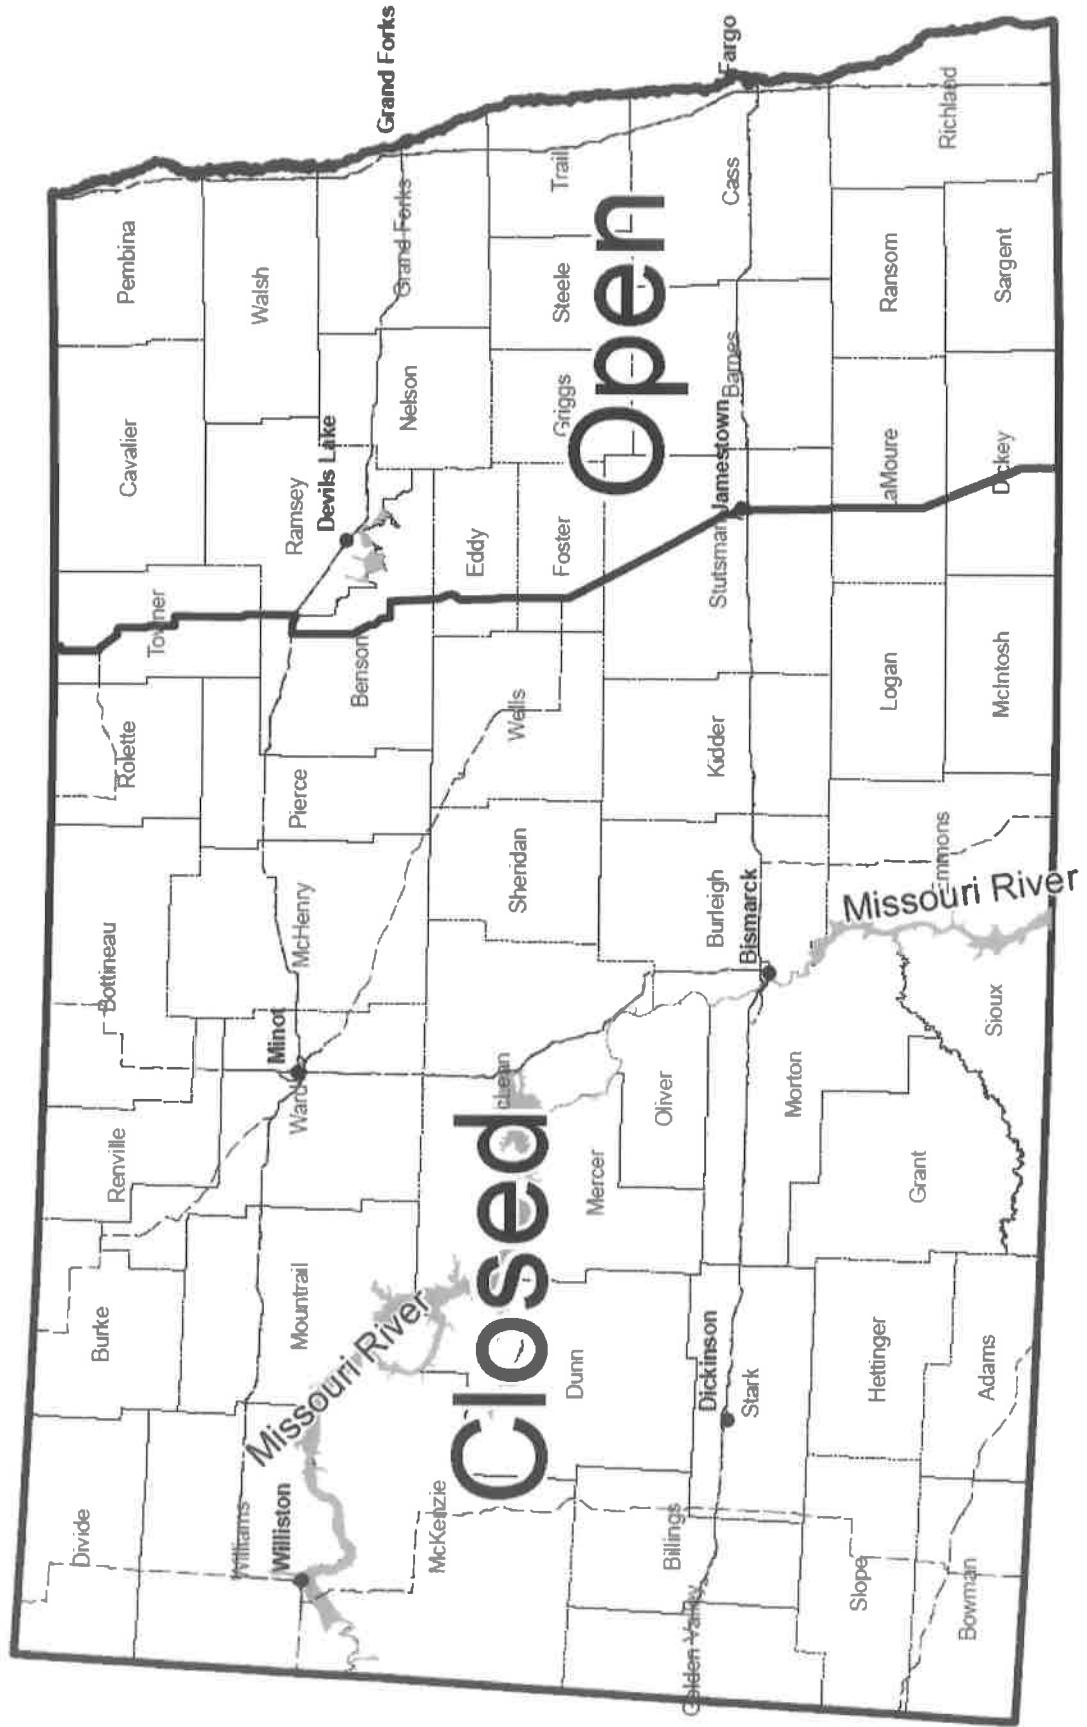 Divide
Burke
Renville
Bottineau
Rolette
Towner
Cavalier
Pembina
Williams
Williston
Mountrail
Ward
Minot
McHenry
Pierce
Benson
Ramsey
Devils Lake
Walsh
Missouri River
McKenzie
Closed
cLean
Sheridan
Wells
Eddy
Nelson
Grand Forks
Grand Forks
Dunn
Mercer
Oliver
Foster
Griggs
Steele
Traill
Open
Golden Valley
Billings
Dickinson
Stark
Morton
Burleigh
Bismarck
Kidder
Stutsman
Jamestown
Barnes
Cass
Fargo
Slope
Hettinger
Grant
Missouri River
Emmons
Logan
LaMoure
Ransom
Richland
Bowman
Adams
Sioux
McIntosh
Dickey
Sargent